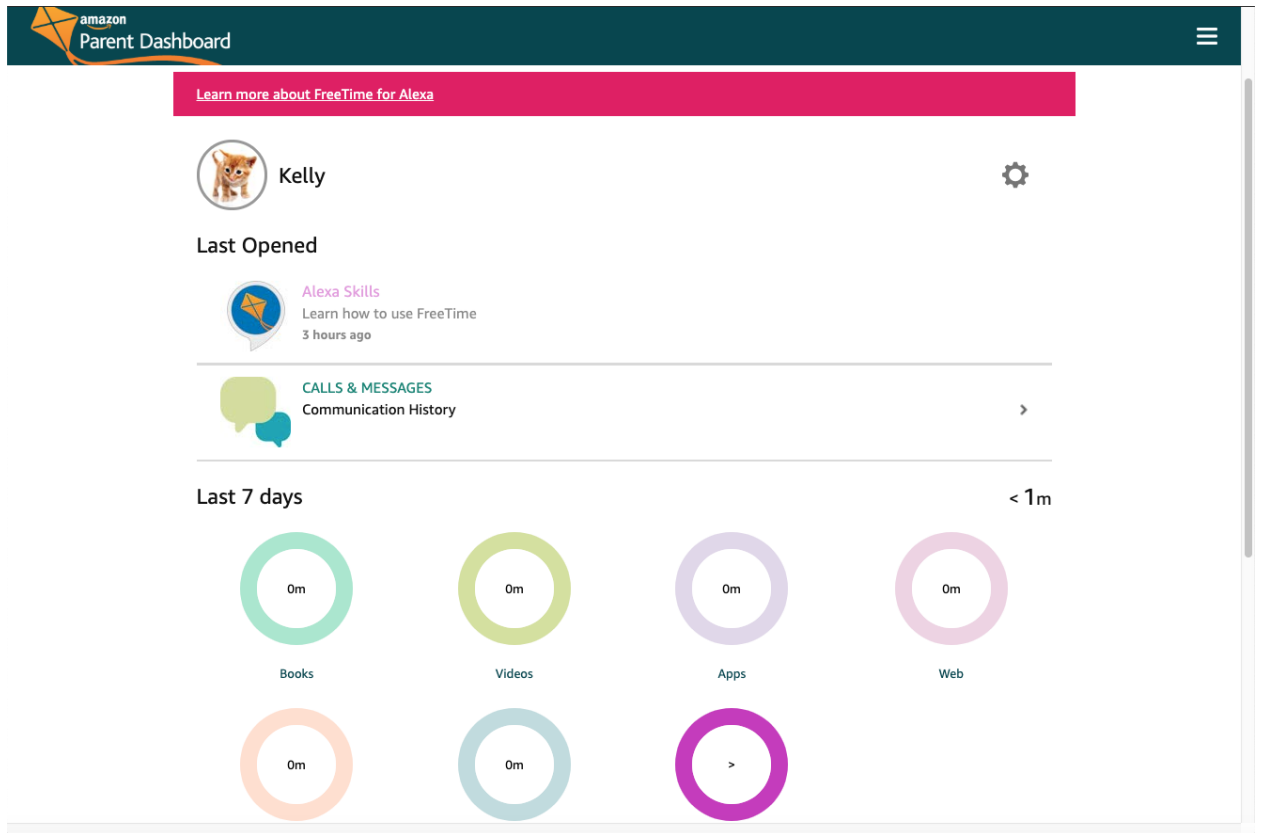 amazon
Parent Dashboard
Learn more about FreeTime for Alexa
Kelly
Last Opened
Alexa Skills
Learn how to use FreeTime
3 hours ago
CALLS & MESSAGES
Communication History
>
Last 7 days
< 1m
0m
0m
0m
0m
Books
Videos
Apps
Web
0m
0m
>